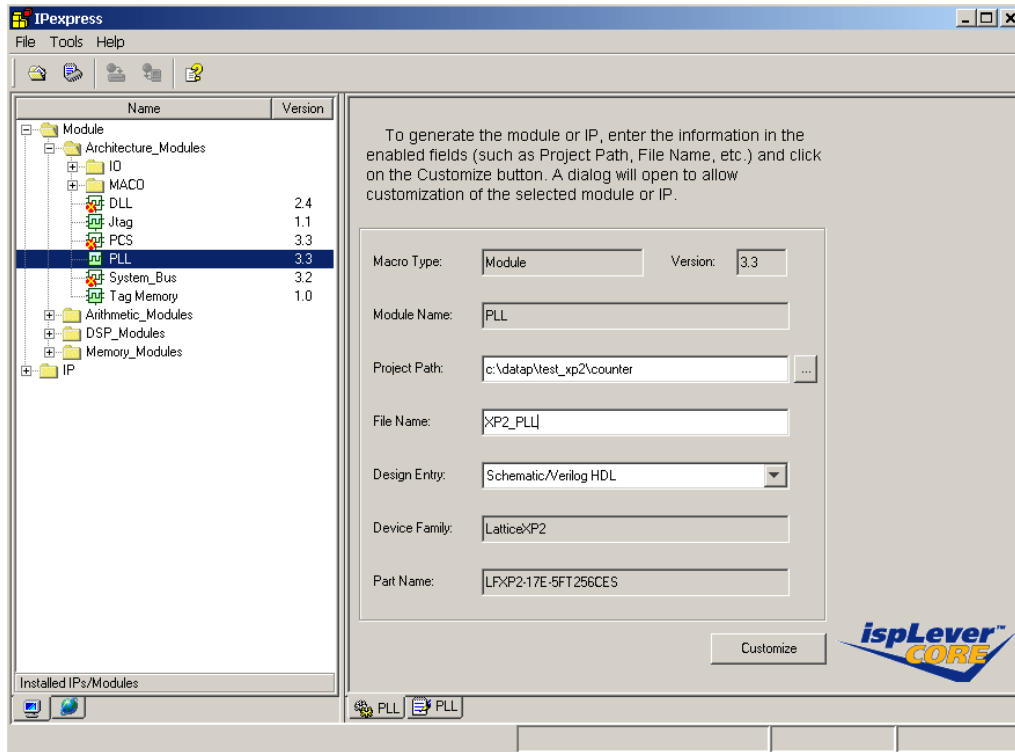 IPexpress
File Tools Help
Name Version
Module
Architecture_Modules
IO
MACO
DLL 2.4
Jtag 1.1
PCS 3.3
PLL 3.3
System_Bus 3.2
Tag Memory 1.0
Arithmetic_Modules
DSP_Modules
Memory_Modules
IP
Installed IPs/Modules
To generate the module or IP, enter the information in the
enabled fields (such as Project Path, File Name, etc.) and click
on the Customize button. A dialog will open to allow
customization of the selected module or IP.
Macro Type: Module Version: 3.3
Module Name: PLL
Project Path: c:\datap\test_xp2\counter ...
File Name: XP2_PLL
Design Entry: Schematic/Verilog HDL
Device Family: LatticeXP2
Part Name: LFXP2-17E-5FT256CES
Customize
ispLever™
CORE
PLL PLL